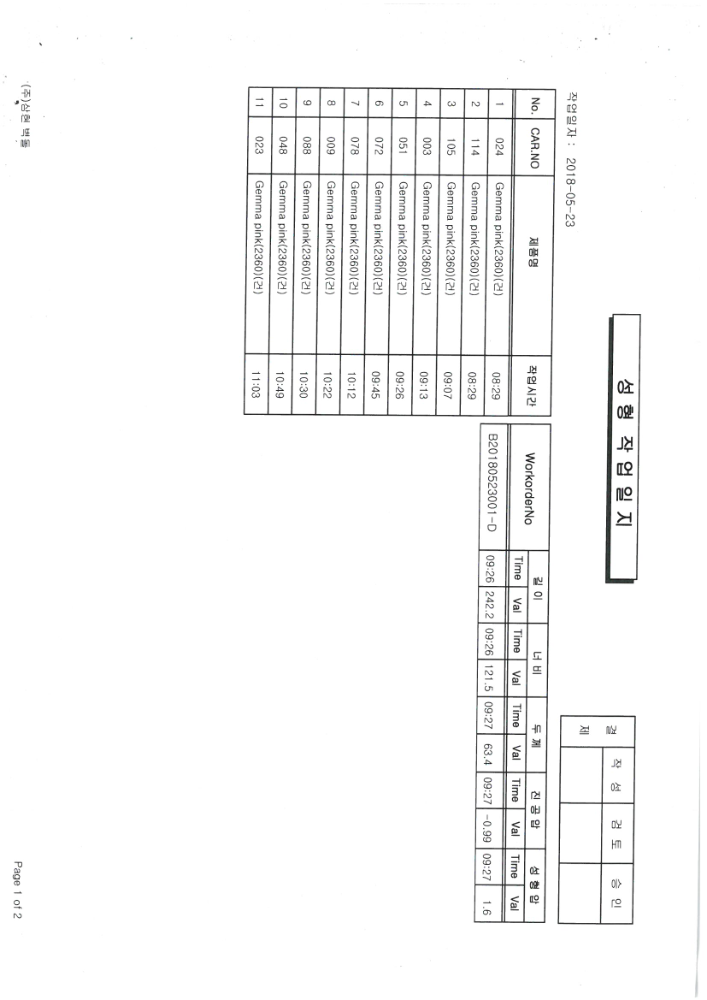 성 형 작 업 일 지
결 제 작 성 검 토 승 인
작업일자 : 2018-05-23
No. CAR.NO 제품명 작업시간
1 024 Gemma pink(2360)(건) 08:29
2 114 Gemma pink(2360)(건) 08:29
3 105 Gemma pink(2360)(건) 09:07
4 003 Gemma pink(2360)(건) 09:13
5 051 Gemma pink(2360)(건) 09:26
6 072 Gemma pink(2360)(건) 09:45
7 078 Gemma pink(2360)(건) 10:12
8 009 Gemma pink(2360)(건) 10:22
9 088 Gemma pink(2360)(건) 10:30
10 048 Gemma pink(2360)(건) 10:49
11 023 Gemma pink(2360)(건) 11:03
WorkorderNo 길 이 너 비 두 께 진 공 압 성 형 압
Time Val Time Val Time Val Time Val Time Val
B20180523001-D 09:26 242.2 09:26 121.5 09:27 63.4 09:27 -0.99 09:27 1.6
(주)삼현 벽돌
Page 1 of 2